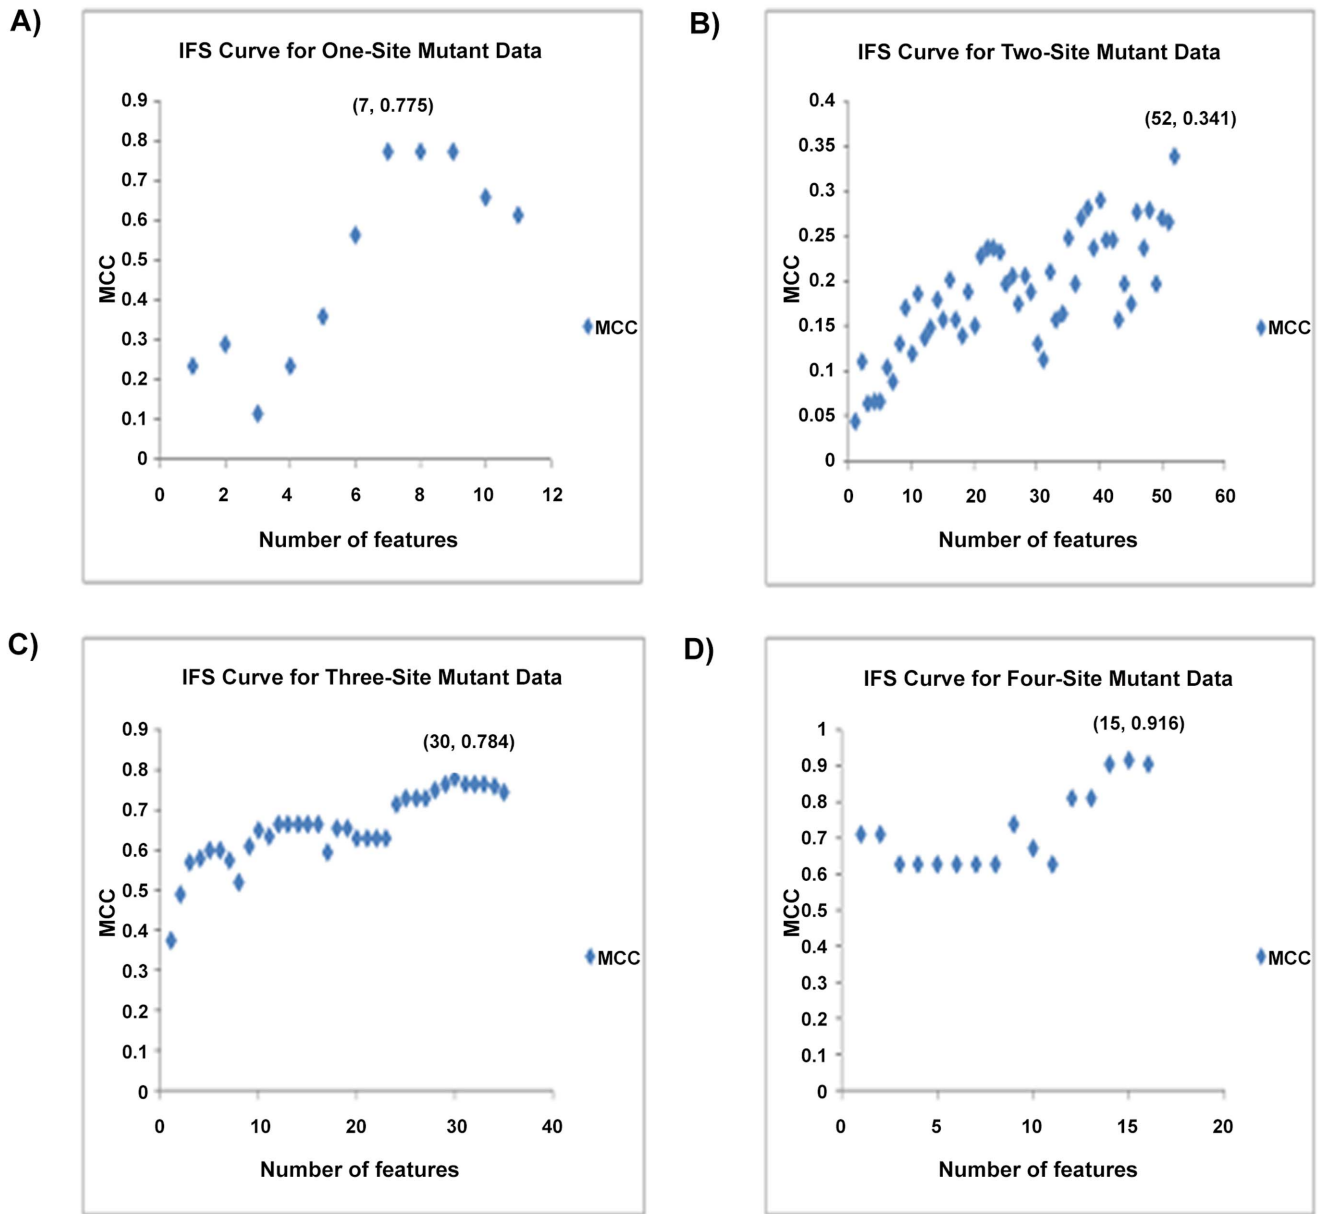 A)
IFS Curve for One-Site Mutant Data
(7, 0.775)
0.9
0.8
0.7
0.6
0.5
0.4
0.3
0.2
0.1
0
MCC
0 2 4 6 8 10 12
Number of features
MCC
B)
IFS Curve for Two-Site Mutant Data
(52, 0.341)
0.4
0.35
0.3
0.25
0.2
0.15
0.1
0.05
0
MCC
0 10 20 30 40 50 60
Number of features
MCC
C)
IFS Curve for Three-Site Mutant Data
(30, 0.784)
0.9
0.8
0.7
0.6
0.5
0.4
0.3
0.2
0.1
0
MCC
0 10 20 30 40
Number of features
MCC
D)
IFS Curve for Four-Site Mutant Data
(15, 0.916)
1
0.9
0.8
0.7
0.6
0.5
0.4
0.3
0.2
0.1
0
MCC
0 5 10 15 20
Number of features
MCC